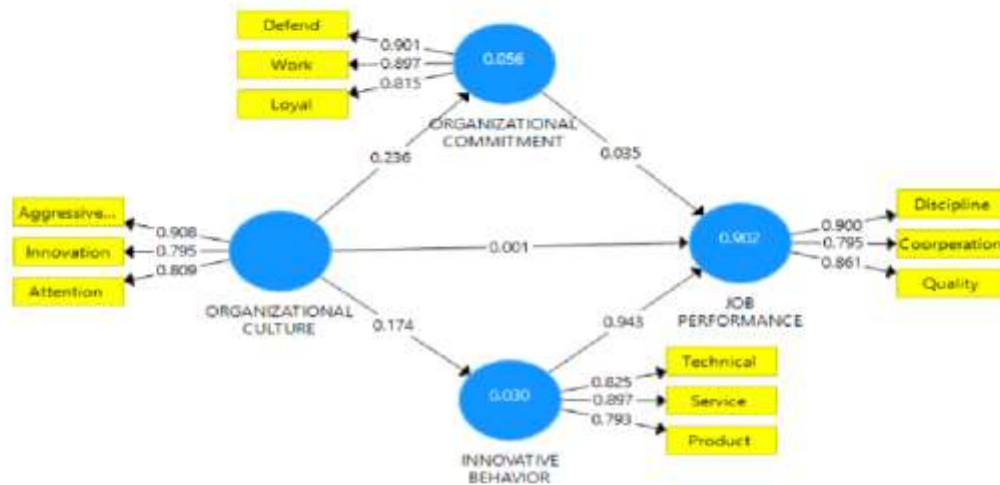 Defend
0.901
Work
0.897
Loyal
0.815
0.056
ORGANIZATIONAL
COMMITMENT
0.236
0.035
Aggressive...
0.908
Innovation
0.795
Attention
0.809
ORGANIZATIONAL
CULTURE
0.001
0.902
JOB
PERFORMANCE
Discipline
0.900
Coorperation
0.795
Quality
0.861
0.174
0.943
0.030
INNOVATIVE
BEHAVIOR
Technical
0.825
Service
0.897
Product
0.793